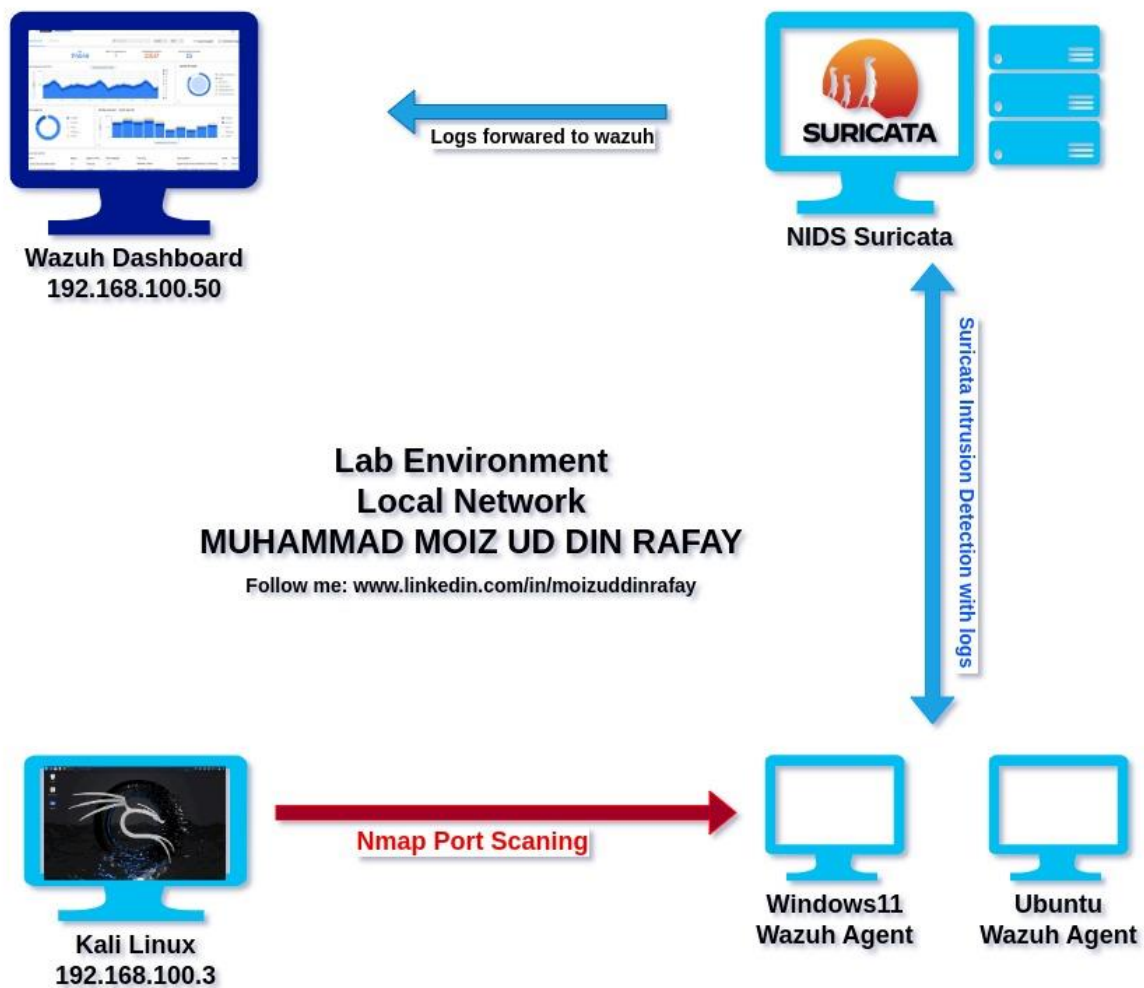 SURICATA
Logs forwared to wazuh
NIDS Suricata
Wazuh Dashboard
192.168.100.50
Suricata Intrusion Detection with logs
Lab Environment
Local Network
MUHAMMAD MOIZ UD DIN RAFAY
Follow me: www.linkedin.com/in/moizuddinrafay
Nmap Port Scaning
Kali Linux
192.168.100.3
Windows11
Wazuh Agent
Ubuntu
Wazuh Agent